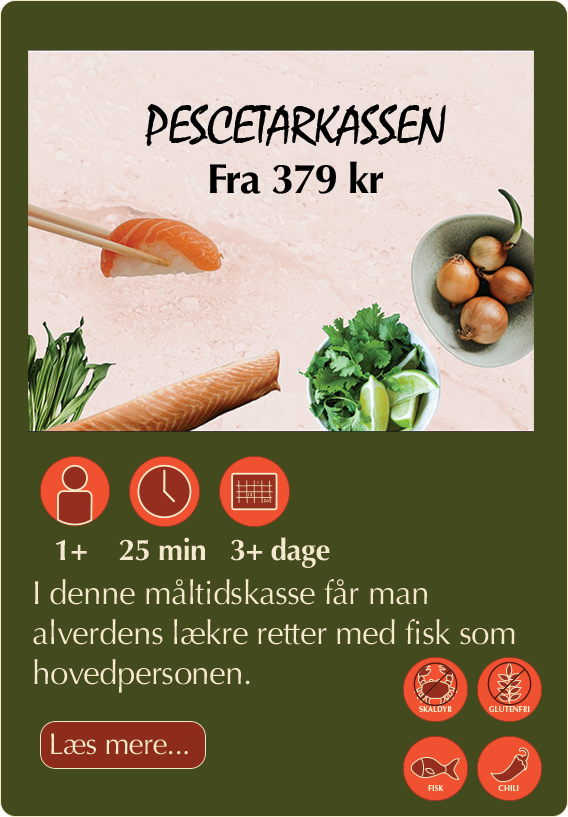 PESCETARKASSEN
Fra 379 kr
1+ 25 min 3+ dage
I denne måltidskasse får man
alverdens lækre retter med fisk som
hovedpersonen.
SKALDYR GLUTENFRI
Læs mere...
FISK CHILI